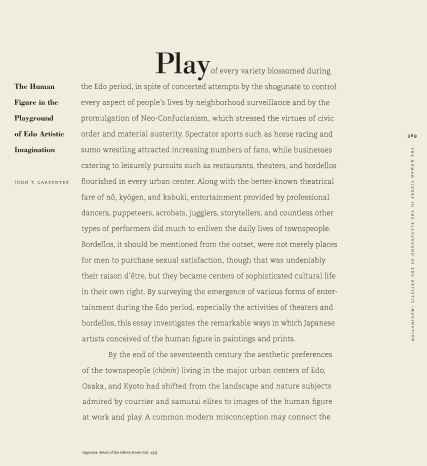 The Human
Figure in the
Playground
of Edo Artistic
Imagination
JOHN T. CARPENTER
Play of every variety blossomed during
the Edo period, in spite of concerted attempts by the shogunate to control
every aspect of people's lives by neighborhood surveillance and by the
promulgation of Neo-Confucianism, which stressed the virtues of civic
order and material austerity. Spectator sports such as horse racing and
sumo wrestling attracted increasing numbers of fans, while businesses
catering to leisurely pursuits such as restaurants, theaters, and bordellos
flourished in every urban center. Along with the better-known theatrical
fare of nō, kyōgen, and kabuki, entertainment provided by professional
dancers, puppeteers, acrobats, jugglers, storytellers, and countless other
types of performers did much to enliven the daily lives of townspeople.
Bordellos, it should be mentioned from the outset, were not merely places
for men to purchase sexual satisfaction, though that was undeniably
their raison d'être, but they became centers of sophisticated cultural life
in their own right. By surveying the emergence of various forms of enter-
tainment during the Edo period, especially the activities of theaters and
bordellos, this essay investigates the remarkable ways in which Japanese
artists conceived of the human figure in paintings and prints.
By the end of the seventeenth century the aesthetic preferences
of the townspeople (chōnin) living in the major urban centers of Edo,
Osaka, and Kyoto had shifted from the landscape and nature subjects
admired by courtier and samurai elites to images of the human figure
at work and play. A common modern misconception may connect the
THE HUMAN FIGURE IN THE PLAYGROUND OF EDO ARTISTIC IMAGINATION